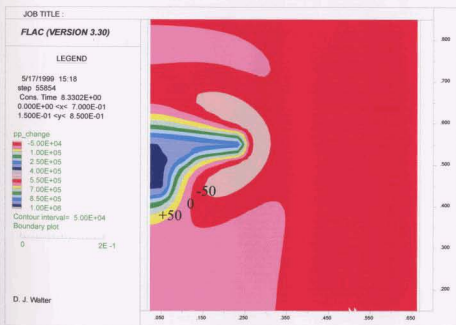 JOB TITLE :
FLAC (VERSION 3.30)
LEGEND
5/17/1999 15:18
step 55854
Cons. Time 8.3302E+00
0.000E+00 <x< 7.000E-01
1.500E-01 <y< 8.500E-01
pp_change
-5.00E+04
1.00E+05
2.50E+05
4.00E+05
5.50E+05
7.00E+05
8.50E+05
1.00E+06
Contour interval= 5.00E+04
Boundary plot
0 2E -1
D. J. Walter
-50
0
+50
.800
.700
.600
.500
.400
.300
.200
.050 .150 .250 .350 .450 .550 .650